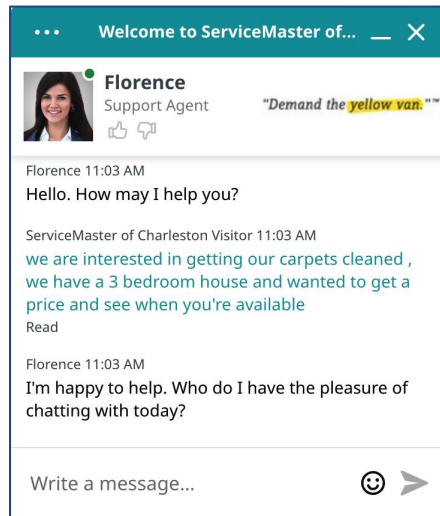 Welcome to ServiceMaster of...
Florence
Support Agent
"Demand the yellow van."℠
Florence 11:03 AM
Hello. How may I help you?
ServiceMaster of Charleston Visitor 11:03 AM
we are interested in getting our carpets cleaned ,
we have a 3 bedroom house and wanted to get a
price and see when you're available
Read
Florence 11:03 AM
I'm happy to help. Who do I have the pleasure of
chatting with today?
Write a message...